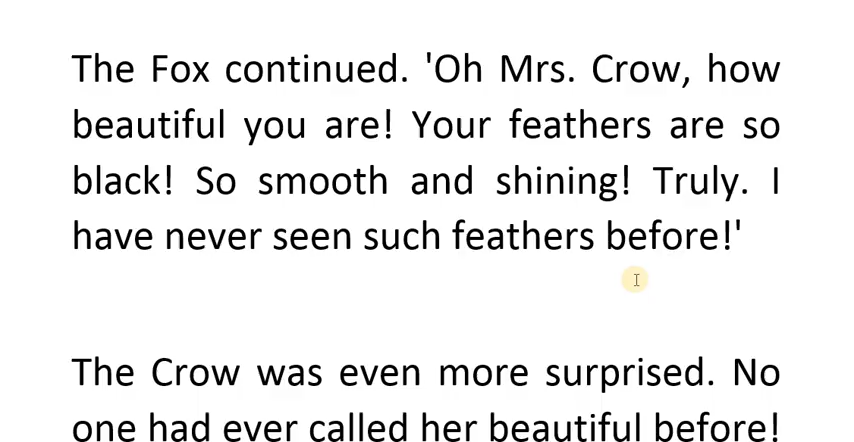 The Fox continued. 'Oh Mrs. Crow, how
beautiful you are! Your feathers are so
black! So smooth and shining! Truly. I
have never seen such feathers before!'
The Crow was even more surprised. No
one had ever called her beautiful before!